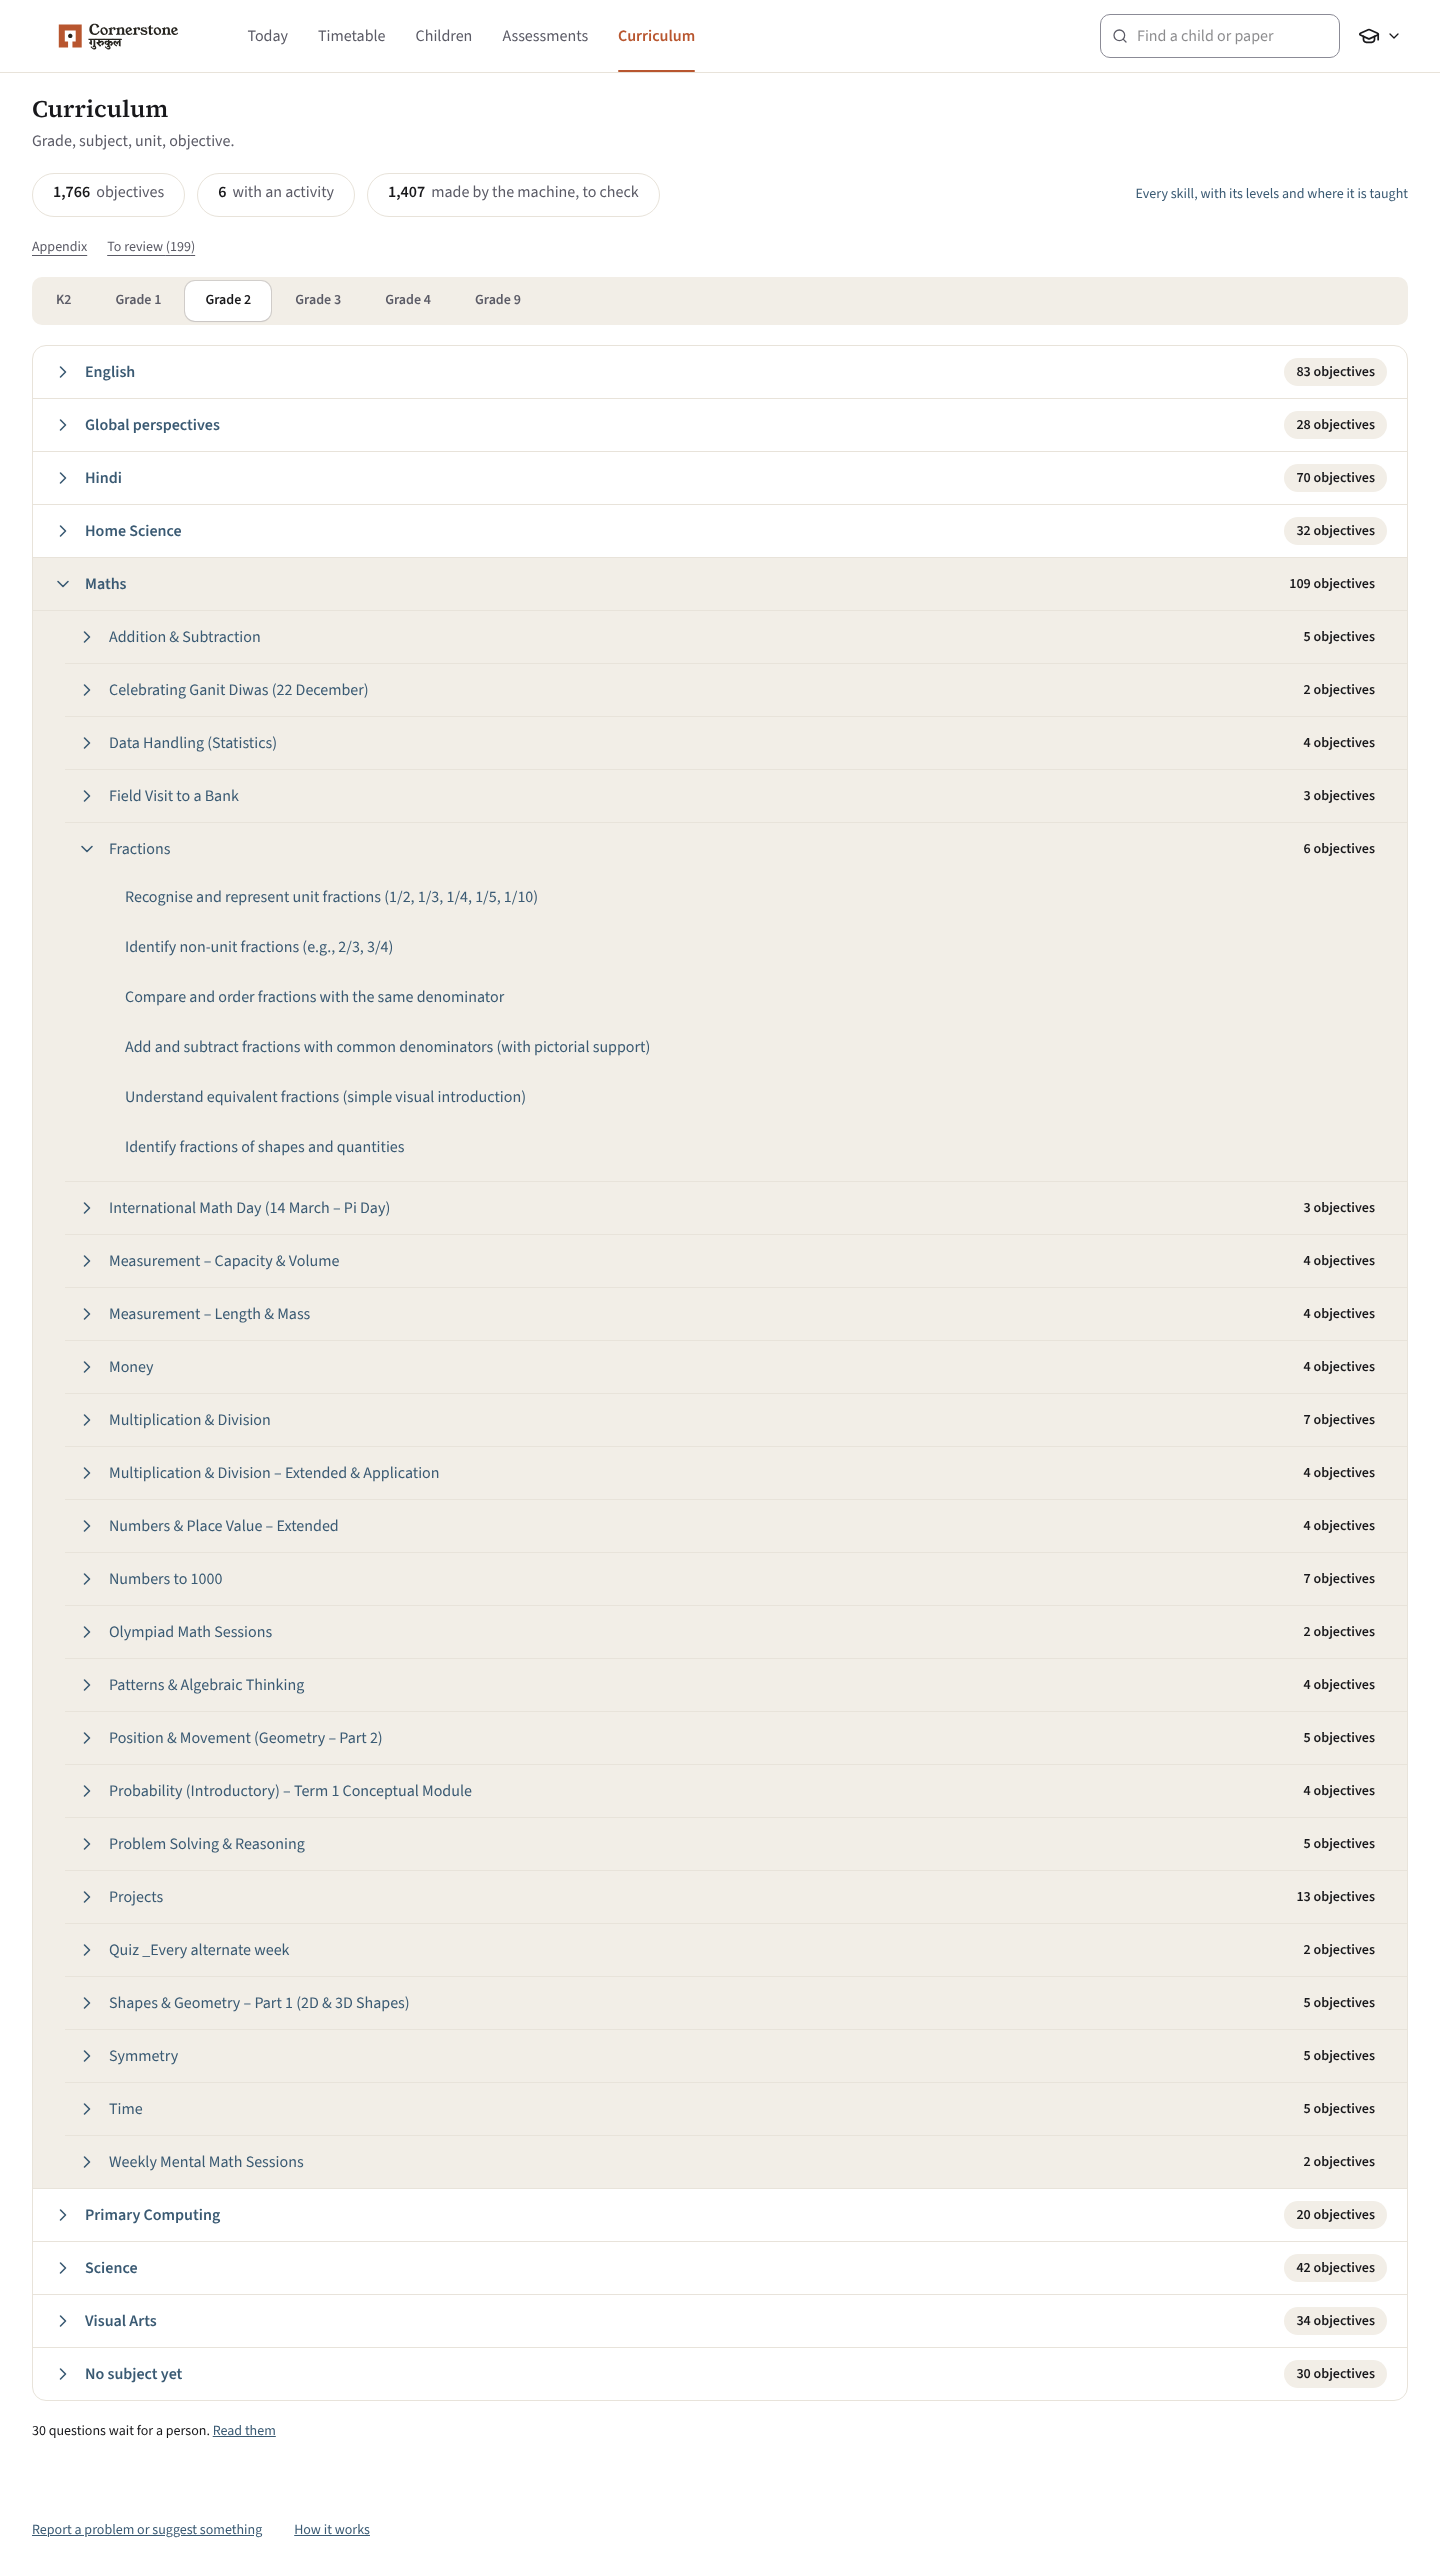 Cornerstone
गुरुकुल
Today Timetable Children Assessments Curriculum
Find a child or paper
Curriculum
Grade, subject, unit, objective.
1,766 objectives 6 with an activity 1,407 made by the machine, to check
Every skill, with its levels and where it is taught
Appendix To review (199)
K2 Grade 1 Grade 2 Grade 3 Grade 4 Grade 9
English 83 objectives
Global perspectives 28 objectives
Hindi 70 objectives
Home Science 32 objectives
Maths 109 objectives
Addition & Subtraction 5 objectives
Celebrating Ganit Diwas (22 December) 2 objectives
Data Handling (Statistics) 4 objectives
Field Visit to a Bank 3 objectives
Fractions 6 objectives
Recognise and represent unit fractions (1/2, 1/3, 1/4, 1/5, 1/10)
Identify non-unit fractions (e.g., 2/3, 3/4)
Compare and order fractions with the same denominator
Add and subtract fractions with common denominators (with pictorial support)
Understand equivalent fractions (simple visual introduction)
Identify fractions of shapes and quantities
International Math Day (14 March – Pi Day) 3 objectives
Measurement – Capacity & Volume 4 objectives
Measurement – Length & Mass 4 objectives
Money 4 objectives
Multiplication & Division 7 objectives
Multiplication & Division – Extended & Application 4 objectives
Numbers & Place Value – Extended 4 objectives
Numbers to 1000 7 objectives
Olympiad Math Sessions 2 objectives
Patterns & Algebraic Thinking 4 objectives
Position & Movement (Geometry – Part 2) 5 objectives
Probability (Introductory) – Term 1 Conceptual Module 4 objectives
Problem Solving & Reasoning 5 objectives
Projects 13 objectives
Quiz _Every alternate week 2 objectives
Shapes & Geometry – Part 1 (2D & 3D Shapes) 5 objectives
Symmetry 5 objectives
Time 5 objectives
Weekly Mental Math Sessions 2 objectives
Primary Computing 20 objectives
Science 42 objectives
Visual Arts 34 objectives
No subject yet 30 objectives
30 questions wait for a person. Read them
Report a problem or suggest something How it works